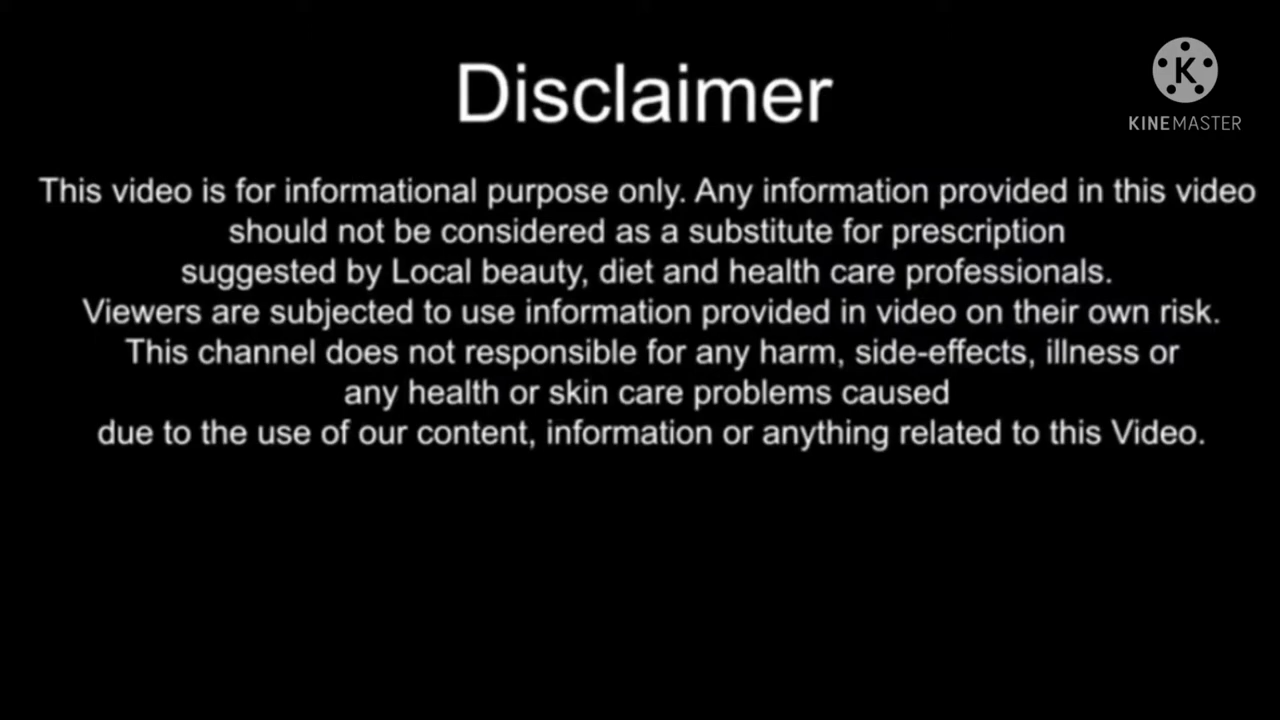 Disclaimer
K
KINEMASTER
This video is for informational purpose only. Any information provided in this video
should not be considered as a substitute for prescription
suggested by Local beauty, diet and health care professionals.
Viewers are subjected to use information provided in video on their own risk.
This channel does not responsible for any harm, side-effects, illness or
any health or skin care problems caused
due to the use of our content, information or anything related to this Video.